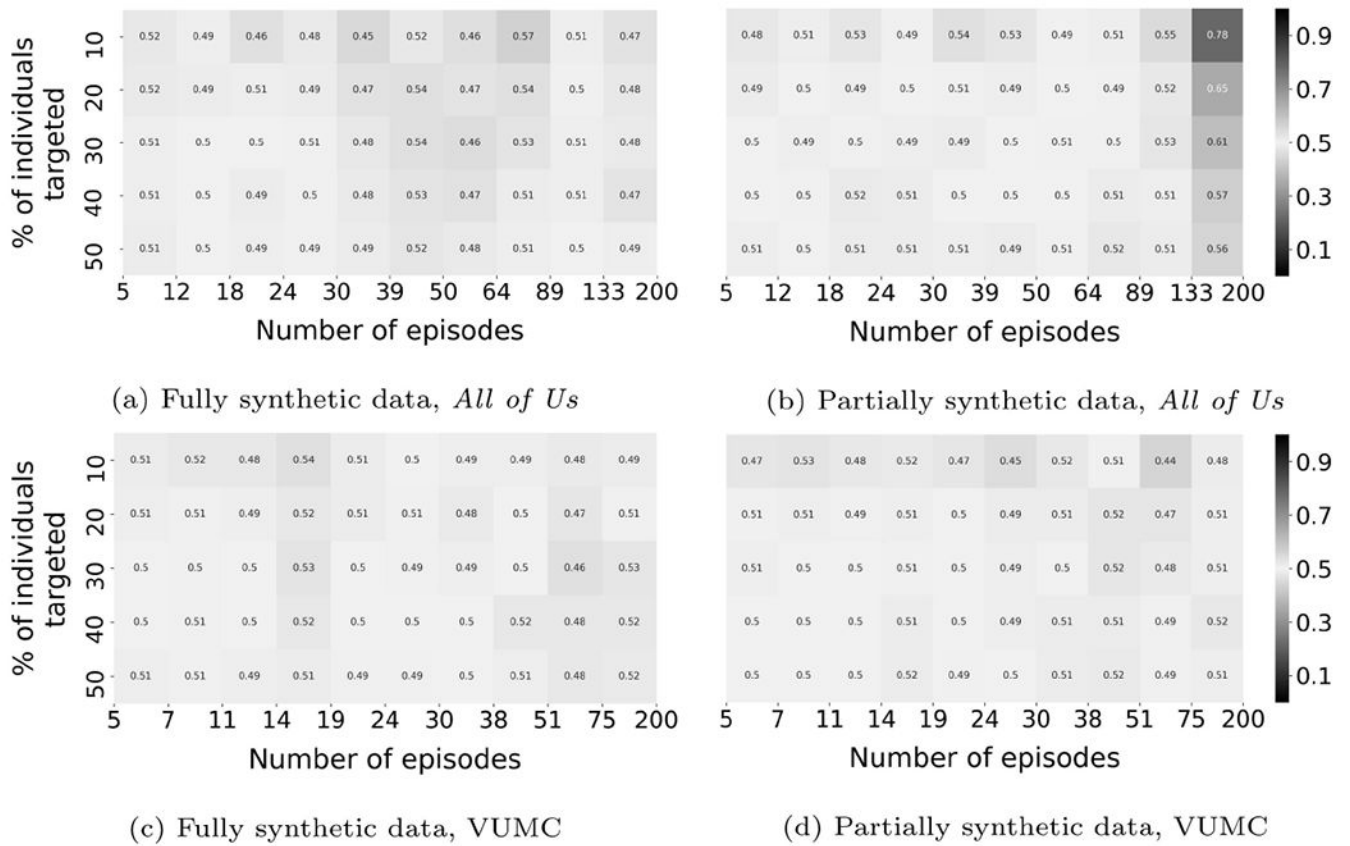 % of individuals
targeted
10 0.52 0.49 0.46 0.48 0.45 0.52 0.46 0.57 0.51 0.47
20 0.52 0.49 0.51 0.49 0.47 0.54 0.47 0.54 0.5 0.48
30 0.51 0.5 0.5 0.51 0.48 0.54 0.46 0.53 0.51 0.48
40 0.51 0.5 0.49 0.5 0.48 0.53 0.47 0.51 0.51 0.47
50 0.51 0.5 0.49 0.49 0.49 0.52 0.48 0.51 0.5 0.49
5 12 18 24 30 39 50 64 89 133 200
Number of episodes
(a) Fully synthetic data, All of Us
0.48 0.51 0.53 0.49 0.54 0.53 0.49 0.51 0.55 0.78
0.49 0.5 0.49 0.5 0.51 0.49 0.5 0.49 0.52 0.65
0.5 0.49 0.5 0.49 0.49 0.5 0.51 0.5 0.53 0.61
0.5 0.5 0.52 0.51 0.5 0.5 0.5 0.51 0.51 0.57
0.51 0.5 0.51 0.51 0.51 0.49 0.51 0.52 0.51 0.56
5 12 18 24 30 39 50 64 89 133 200
Number of episodes
0.9
0.7
0.5
0.3
0.1
(b) Partially synthetic data, All of Us
% of individuals
targeted
10 0.51 0.52 0.48 0.54 0.51 0.5 0.49 0.49 0.48 0.49
20 0.51 0.51 0.49 0.52 0.51 0.51 0.48 0.5 0.47 0.51
30 0.5 0.5 0.5 0.53 0.5 0.49 0.49 0.5 0.46 0.53
40 0.5 0.51 0.5 0.52 0.5 0.5 0.5 0.52 0.48 0.52
50 0.51 0.51 0.49 0.51 0.49 0.49 0.5 0.51 0.48 0.52
5 7 11 14 19 24 30 38 51 75 200
Number of episodes
(c) Fully synthetic data, VUMC
0.47 0.53 0.48 0.52 0.47 0.45 0.52 0.51 0.44 0.48
0.51 0.51 0.49 0.51 0.5 0.49 0.51 0.52 0.47 0.51
0.51 0.5 0.5 0.51 0.5 0.49 0.5 0.52 0.48 0.51
0.5 0.5 0.5 0.51 0.5 0.49 0.51 0.51 0.49 0.52
0.5 0.5 0.5 0.52 0.49 0.5 0.51 0.52 0.49 0.51
5 7 11 14 19 24 30 38 51 75 200
Number of episodes
0.9
0.7
0.5
0.3
0.1
(d) Partially synthetic data, VUMC